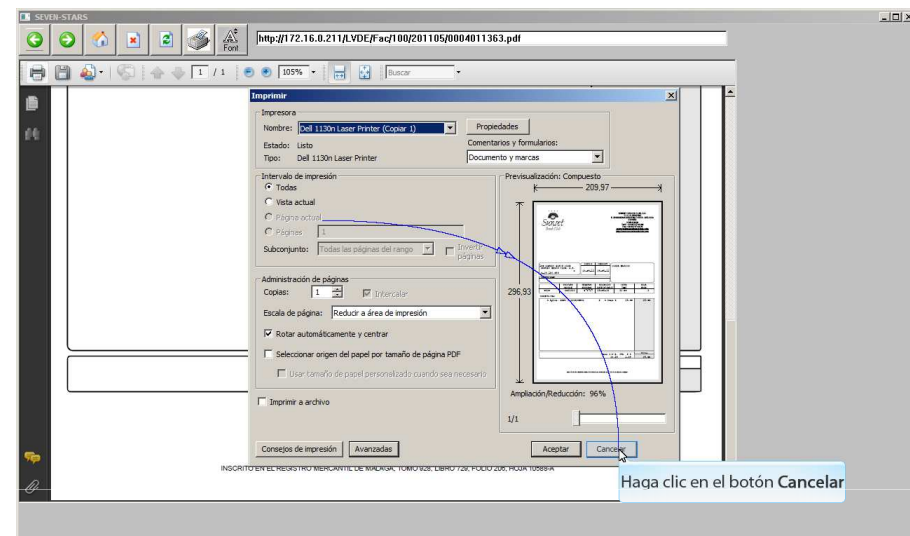 SEVEN-STARS
Font
http://172.16.0.211/LVDE/Fac/100/201105/0004011363.pdf
1 / 1
105%
Buscar
Imprimir
Impresora
Nombre: Dell 1130n Laser Printer (Copiar 1)
Propiedades
Estado: Listo
Comentarios y formularios:
Tipo: Dell 1130n Laser Printer
Documento y marcas
Intervalo de impresión
Todas
Vista actual
Página actual
Páginas 1
Subconjunto: Todas las páginas del rango
Invertir páginas
Previsualización: Compuesto
209,97
296,93
Sunset
Administración de páginas
Copias: 1
Intercalar
Escala de página: Reducir a área de impresión
Rotar automáticamente y centrar
Seleccionar origen del papel por tamaño de página PDF
Usar tamaño de papel personalizado cuando sea necesario
Imprimir a archivo
Ampliación/Reducción: 96%
1/1
Consejos de impresión
Avanzadas
Aceptar
Cancelar
INSCRITO EN EL REGISTRO MERCANTIL DE MALAGA, TOMO 928, LIBRO 729, FOLIO 206, HOJA 10588-A
Haga clic en el botón Cancelar